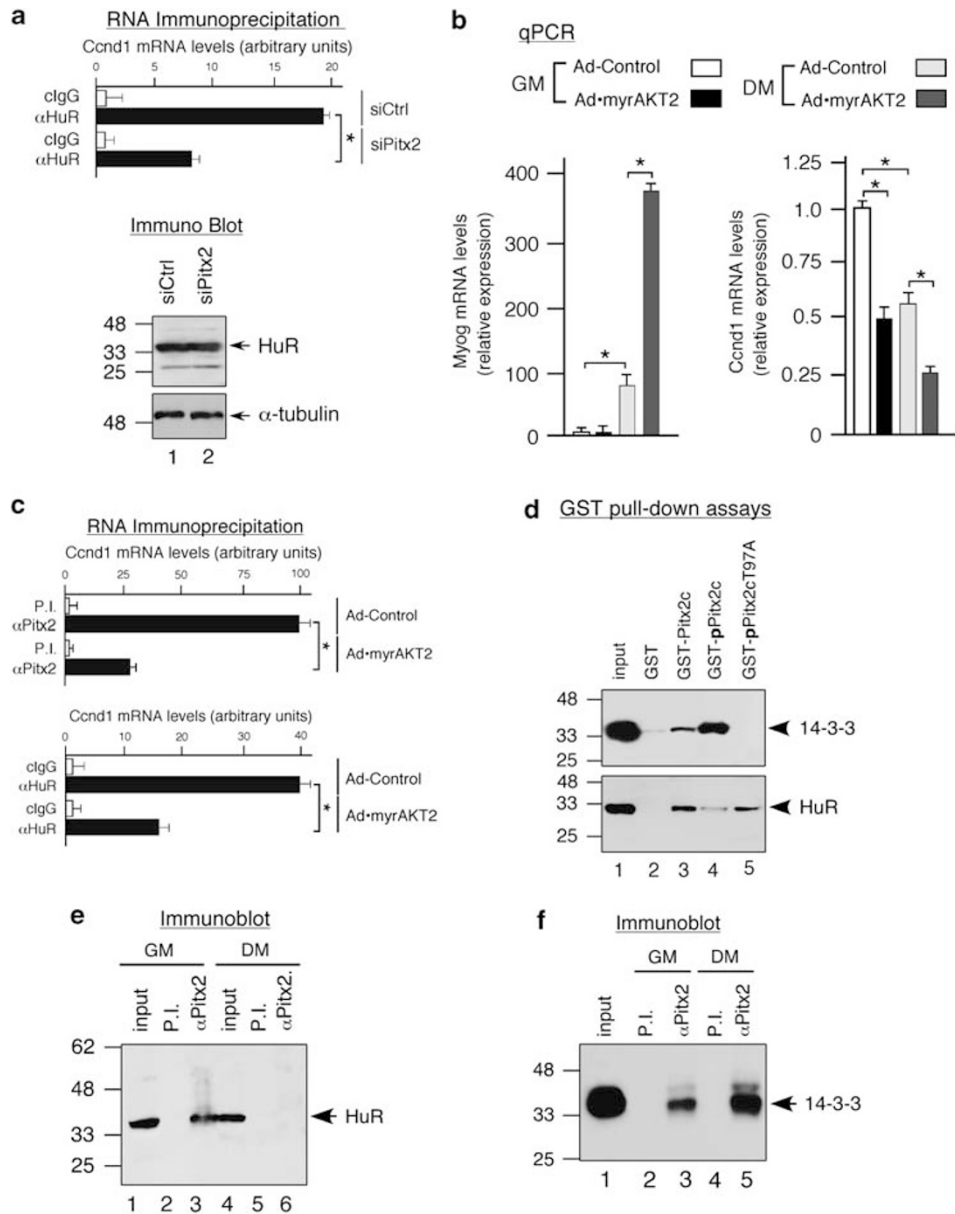 a
RNA Immunoprecipitation
Ccnd1 mRNA levels (arbitrary units)
0 5 10 15 20
cIgG
αHuR
cIgG
αHuR
*
siCtrl
siPitx2
Immuno Blot
siCtrl
siPitx2
48
33
25
HuR
48
α-tubulin
1 2
b
qPCR
GM
Ad-Control
Ad•myrAKT2
DM
Ad-Control
Ad•myrAKT2
Myog mRNA levels
(relative expression)
400
300
200
100
0
* *
Ccnd1 mRNA levels
(relative expression)
1.25
1.0
0.75
0.5
0.25
0
* * *
c
RNA Immunoprecipitation
Ccnd1 mRNA levels (arbitrary units)
0 25 50 75 100
P.I.
αPitx2
P.I.
αPitx2
*
Ad-Control
Ad•myrAKT2
Ccnd1 mRNA levels (arbitrary units)
0 10 20 30 40
cIgG
αHuR
cIgG
αHuR
*
Ad-Control
Ad•myrAKT2
d
GST pull-down assays
input
GST
GST-Pitx2c
GST-pPitx2c
GST-pPitx2cT97A
48
33
25
14-3-3
48
33
25
HuR
1 2 3 4 5
e
Immunoblot
GM DM
input
P.I.
αPitx2
input
P.I.
αPitx2.
62
48
33
25
HuR
1 2 3 4 5 6
f
Immunoblot
GM DM
input
P.I.
αPitx2
P.I.
αPitx2
48
33
25
14-3-3
1 2 3 4 5